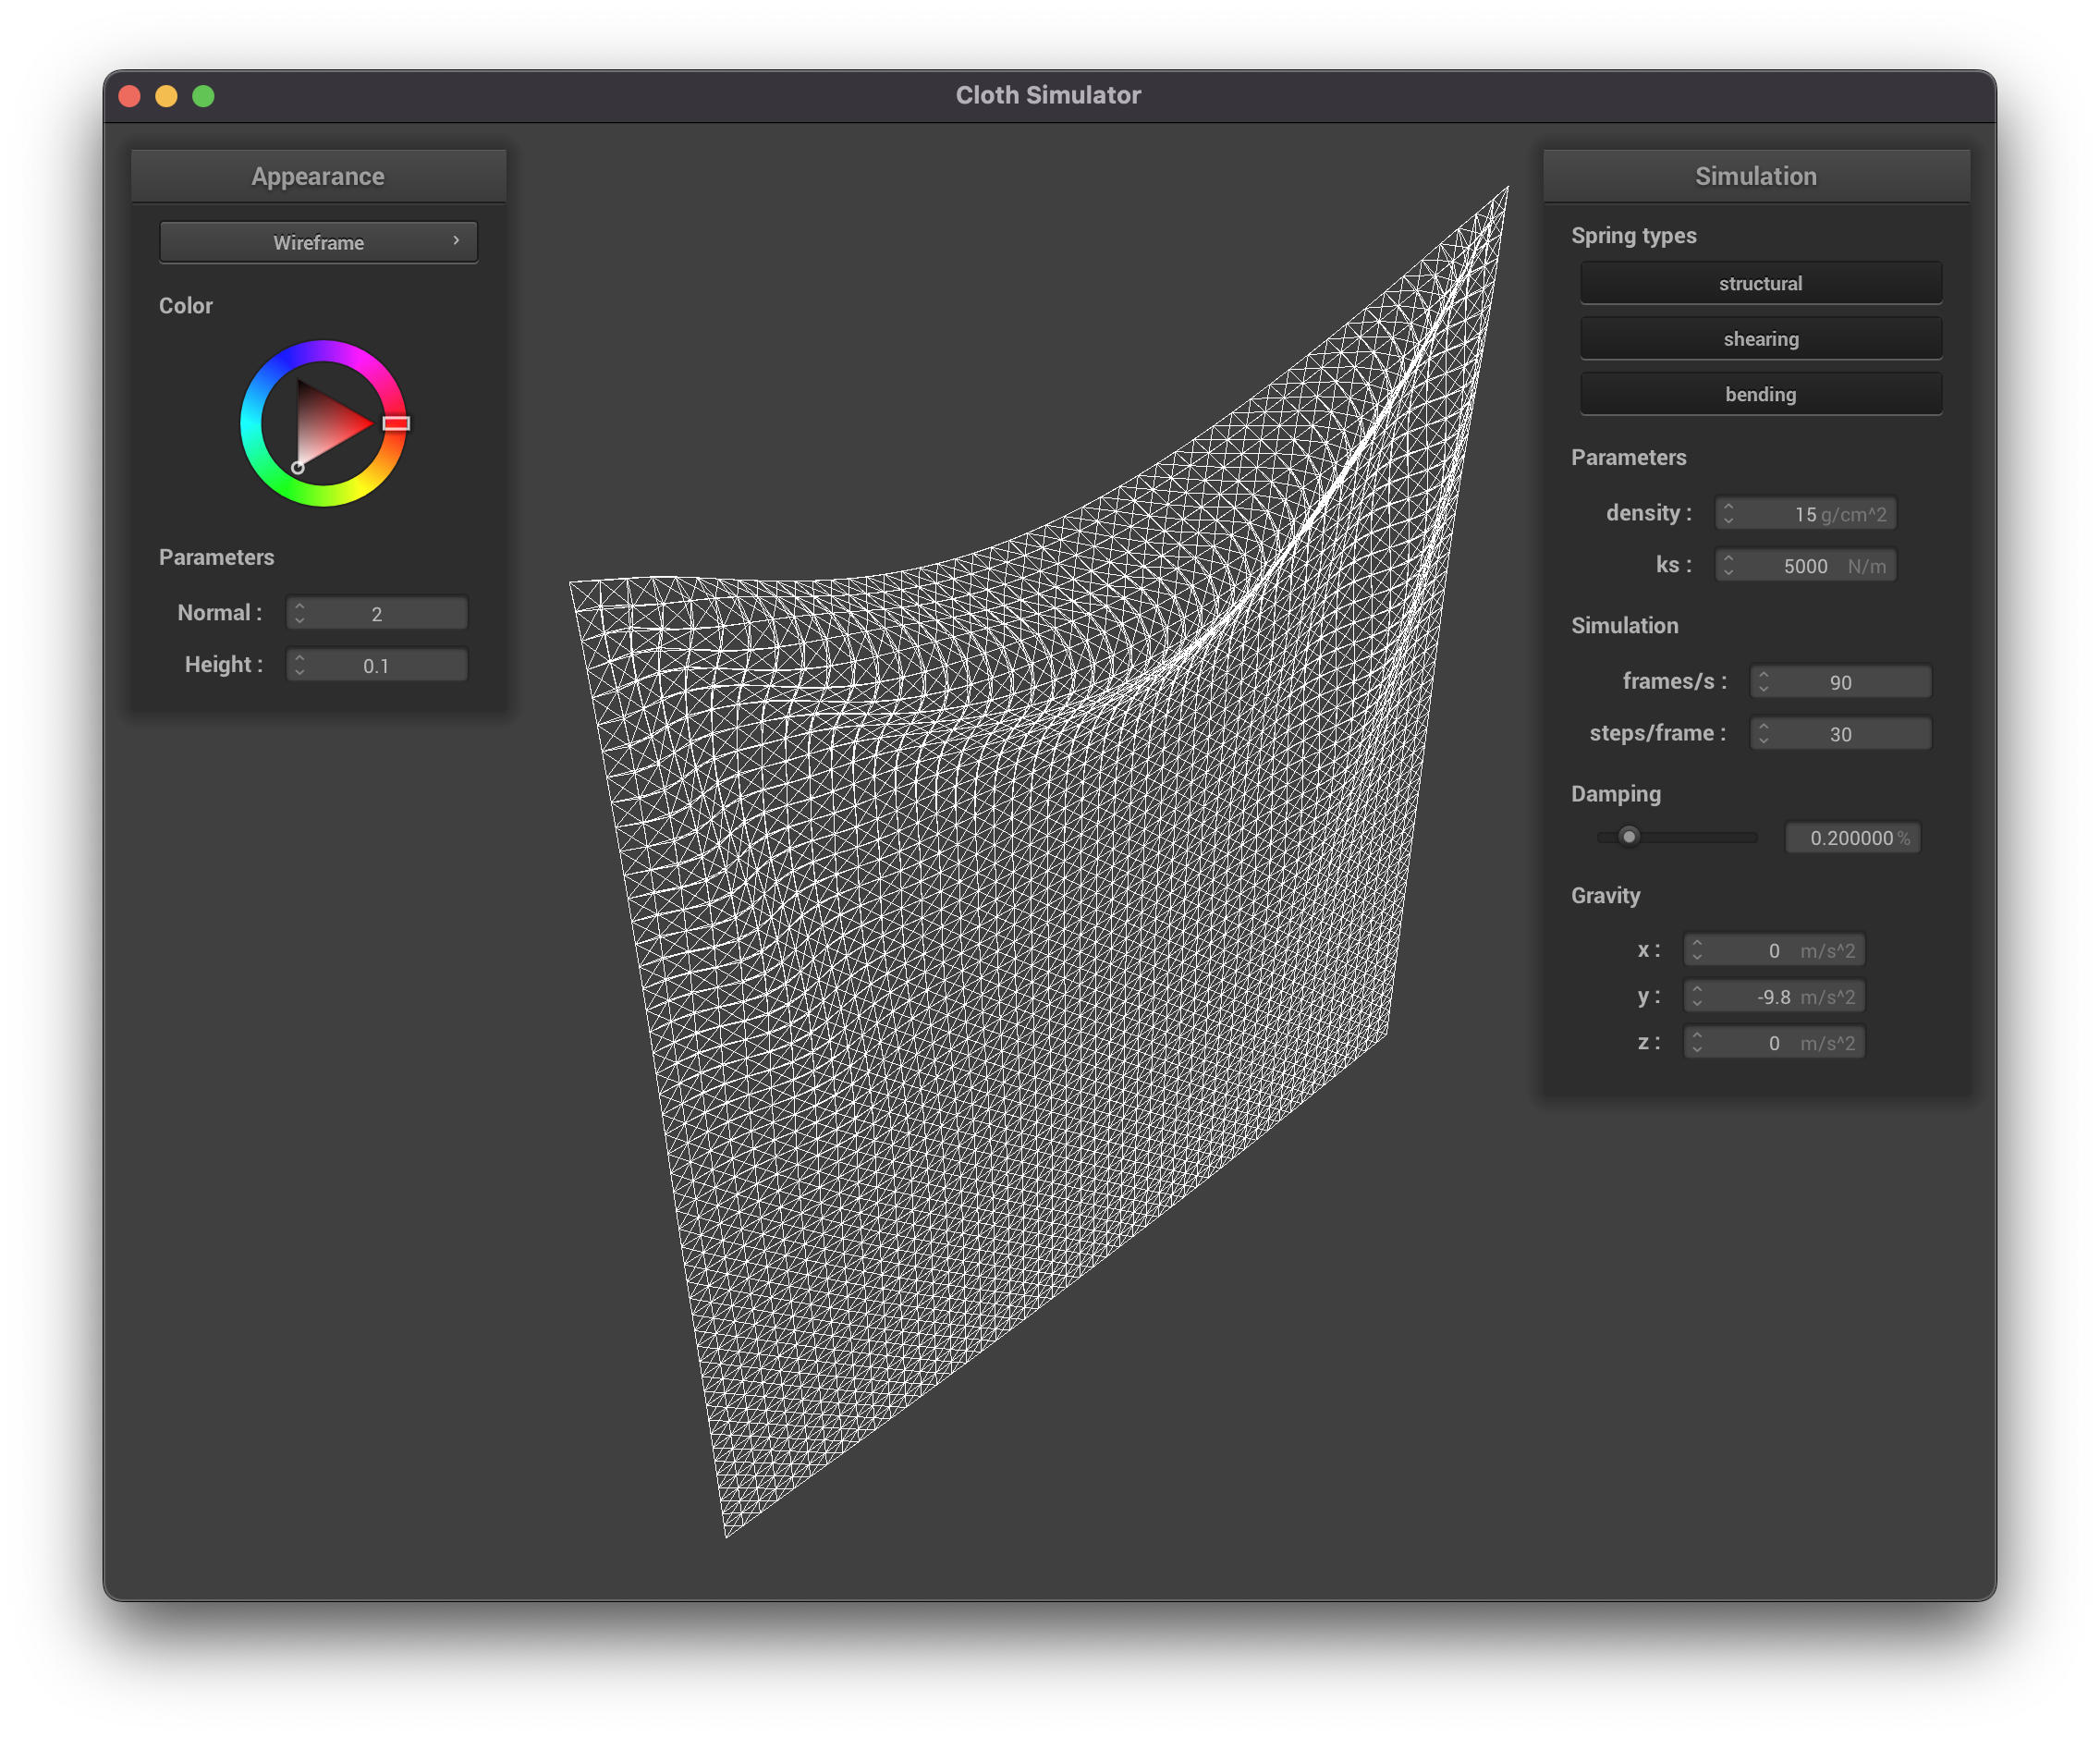 Cloth Simulator
Appearance
Wireframe
Color
Parameters
Normal : 2
Height : 0.1
Simulation
Spring types
structural
shearing
bending
Parameters
density : 15 g/cm^2
ks : 5000 N/m
Simulation
frames/s : 90
steps/frame : 30
Damping
0.200000 %
Gravity
x : 0 m/s^2
y : -9.8 m/s^2
z : 0 m/s^2